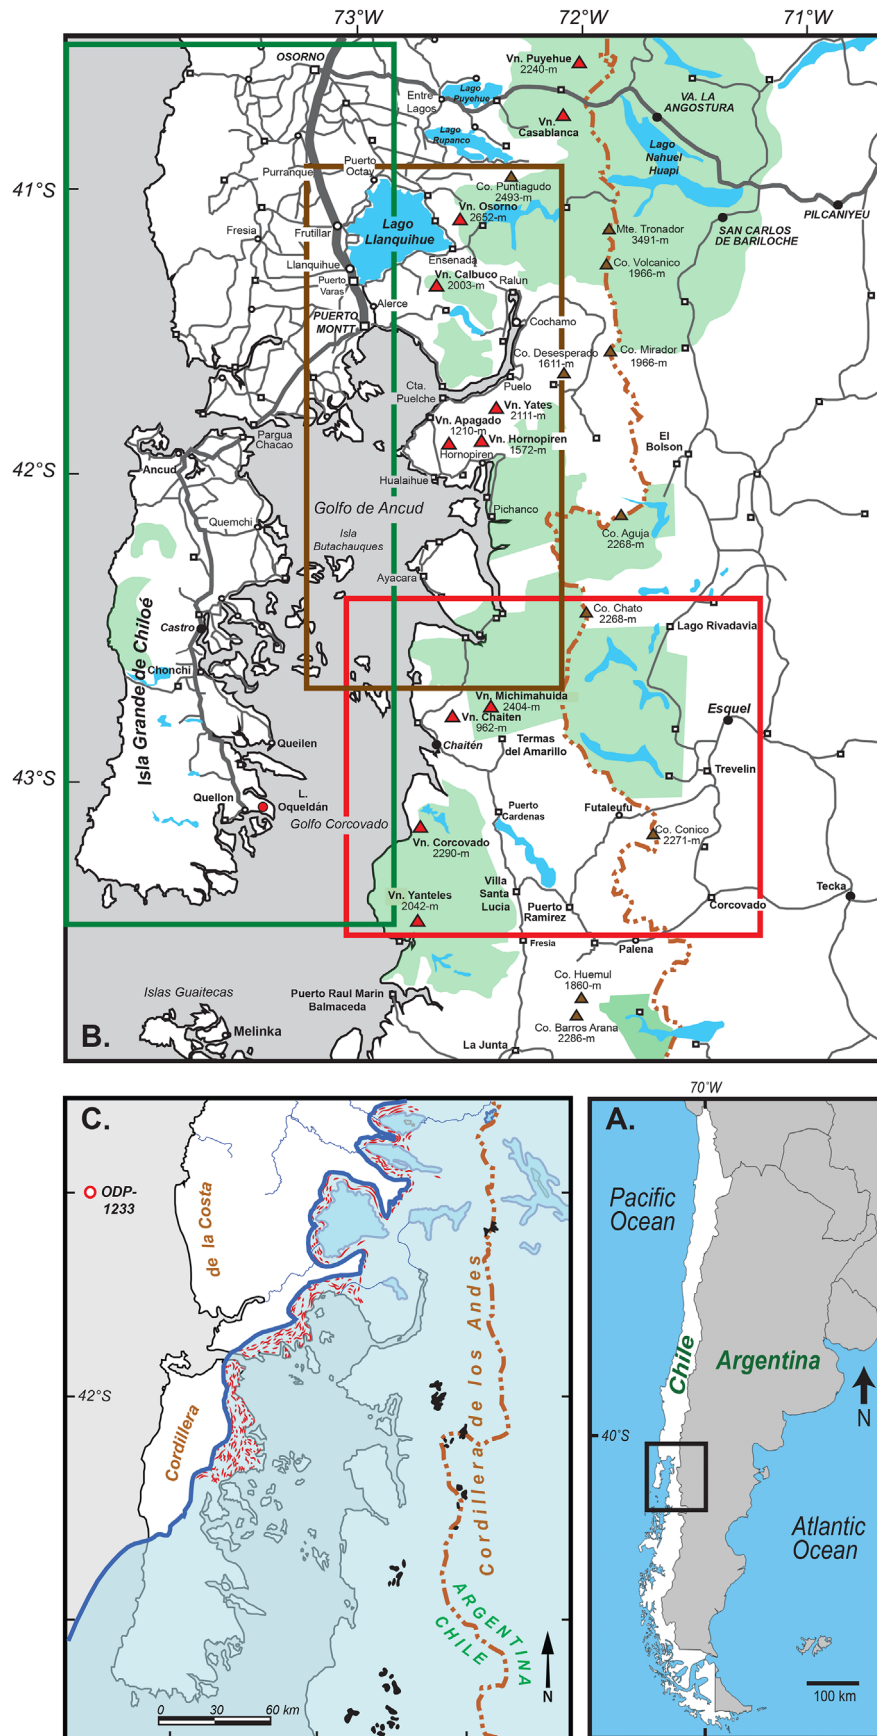 73°W
72°W
71°W
OSORNO
Vn. Puyehue
2240-m
Lago
Puyehue
Entre
Lagos
VA. LA
ANGOSTURA
Vn.
Casablanca
Lago
Rupanco
Lago
Nahuel
Huapi
Puerto
Octay
Purranque
41°S
Co. Puntiagudo
2493-m
Vn. Osorno
2652-m
PILCANIYEU
Lago
Llanquihue
Fresia
Frutillar
SAN CARLOS
DE BARILOCHE
Mte. Tronador
3491-m
Ensenada
Llanquihue
Co. Volcanico
1966-m
Vn. Calbuco
2003-m
Puerto
Varas
Ralun
Alerce
PUERTO
MONTT
Cochamo
Co. Desesperado
1611-m
Co. Mirador
1966-m
Cta.
Puelche
Puelo
Vn. Yates
2111-m
Vn. Apagado
1210-m
Vn. Hornopiren
1572-m
Hornopiren
Pargua
Chacao
El
Bolson
42°S
Ancud
Hualaihue
Golfo de Ancud
Pichanco
Quemchi
Isla
Butachauques
Co. Aguja
2268-m
Ayacara
Co. Chato
2268-m
Castro
Lago Rivadavia
Isla Grande de Chiloé
Chonchi
Vn. Michimahuida
2404-m
Vn. Chaiten
962-m
Esquel
Queilen
Chaitén
Termas
del Amarillo
43°S
Trevelin
Quellon
L.
Oqueldán
Golfo Corcovado
Puerto
Cardenas
Futaleufu
Co. Conico
2271-m
Vn. Corcovado
2290-m
Villa
Santa
Lucia
Vn. Yanteles
2042-m
Tecka
Puerto
Ramirez
Corcovado
Fresia
Palena
Islas Guaitecas
Puerto Raul Marin
Balmaceda
Co. Huemul
1860-m
Co. Barros Arana
2286-m
Melinka
B.
La Junta
C.
ODP-
1233
de la Costa
Cordillera de los Andes
42°S
Cordillera
ARGENTINA
CHILE
N
0 30 60 km
70°W
A.
Pacific
Ocean
Chile
Argentina
N
40°S
Atlantic
Ocean
100 km
70°W